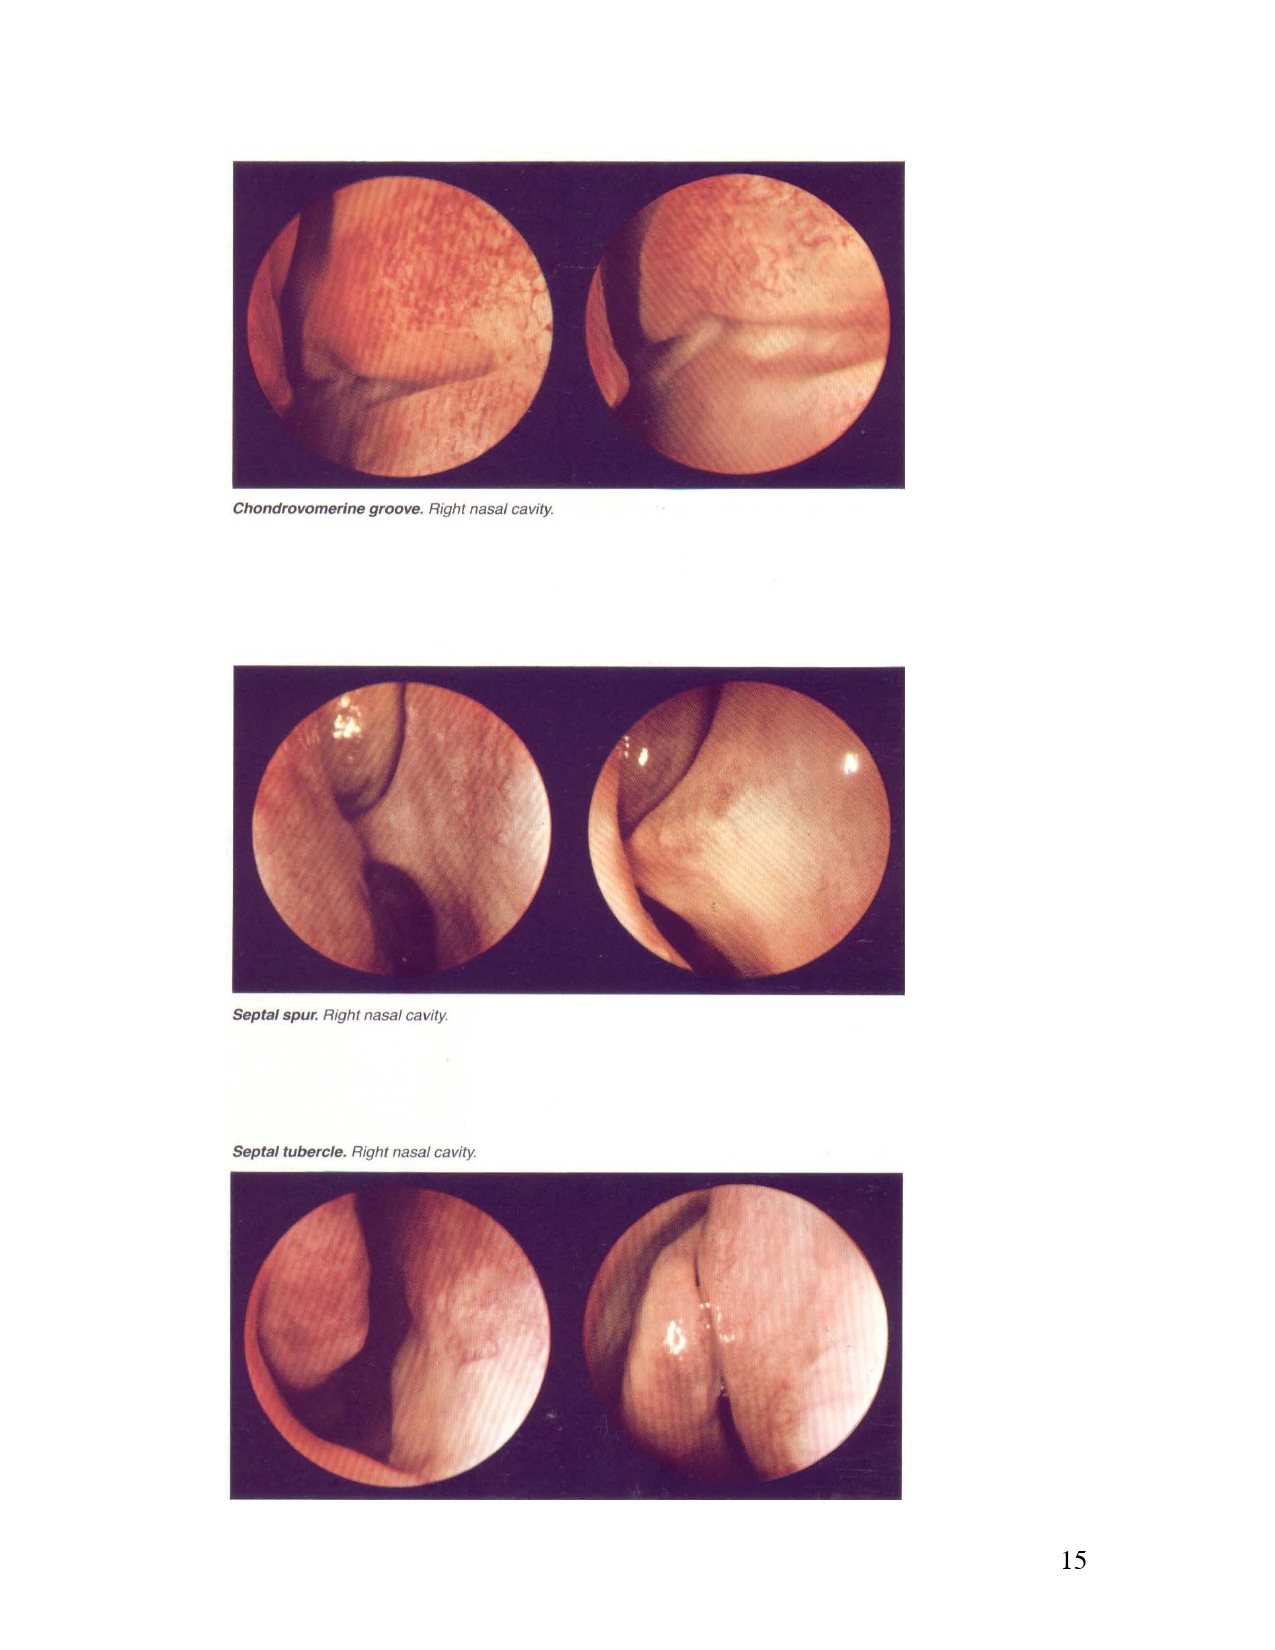 Chondrovomerine groove. Right nasal cavity.
Septal spur. Right nasal cavity.
Septal tubercle. Right nasal cavity.
15